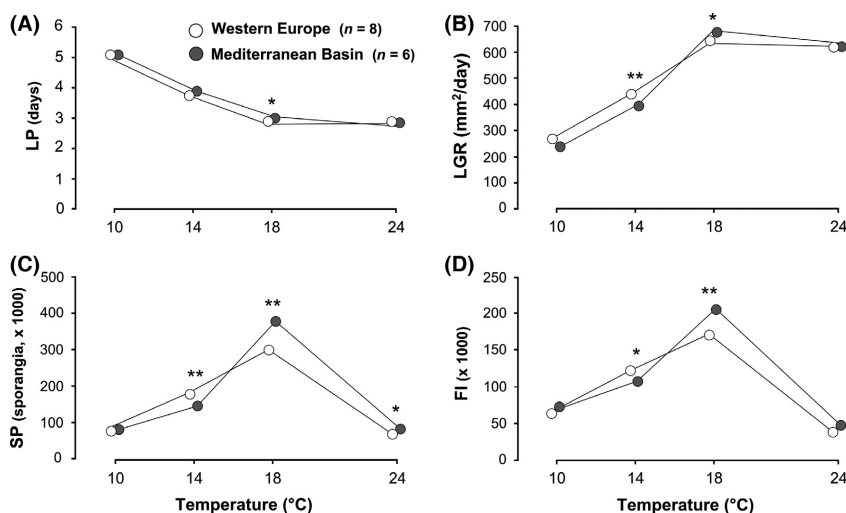 (A)
6
5
4
3
2
1
0
LP (days)
Western Europe (n = 8)
Mediterranean Basin (n = 6)
*
10 14 18 24
(B)
700
600
500
400
300
200
100
0
LGR (mm²/day)
**
*
10 14 18 24
(C)
500
400
300
200
100
0
SP (sporangia, x 1000)
**
**
*
10 14 18 24
Temperature (°C)
(D)
250
200
150
100
50
0
FI (x 1000)
*
**
10 14 18 24
Temperature (°C)